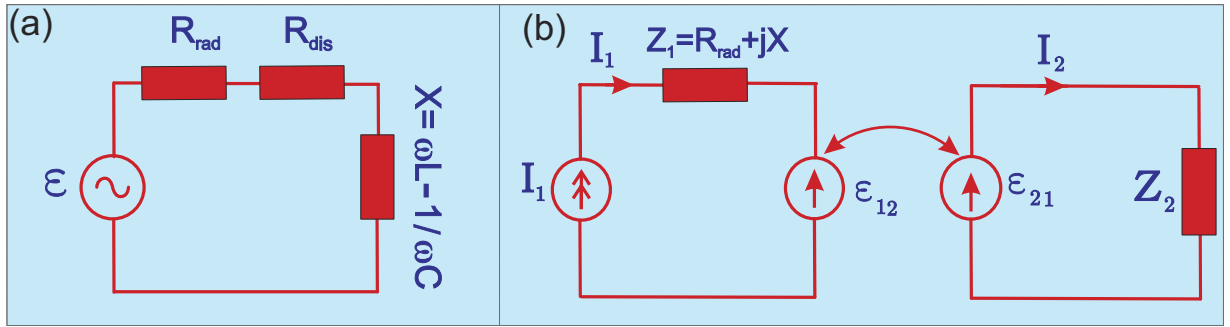 (a)
R_rad
R_dis
ε
X= ωL-1/ωC
(b)
I_1
Z_1=R_rad+jX
I_1
ε_12
I_2
ε_21
Z_2